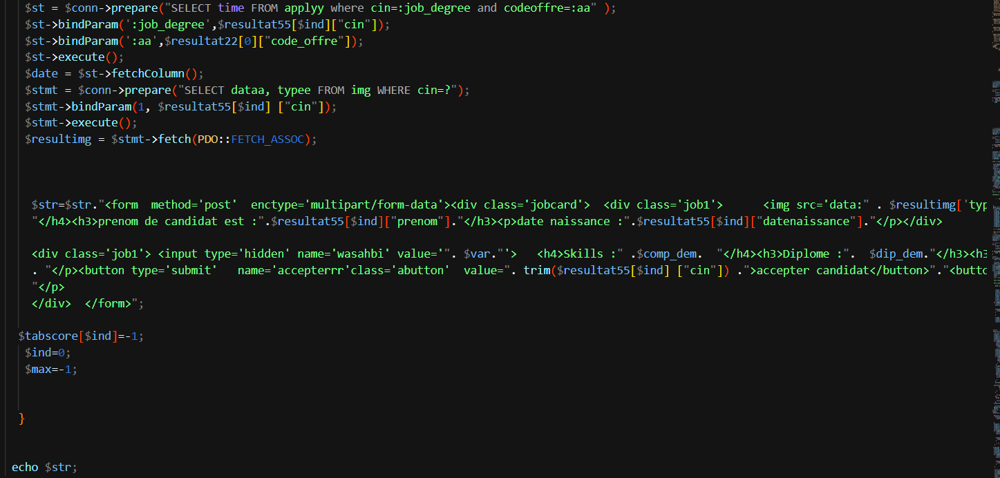 $st = $conn->prepare("SELECT time FROM applyy where cin=:job_degree and codeoffre=:aa" );
$st->bindParam(':job_degree',$resultat55[$ind]["cin"]);
$st->bindParam(':aa',$resultat22[0]["code_offre"]);
$st->execute();
$date = $st->fetchColumn();
$stmt = $conn->prepare("SELECT dataa, typee FROM img WHERE cin=?");
$stmt->bindParam(1, $resultat55[$ind] ["cin"]);
$stmt->execute();
$resultimg = $stmt->fetch(PDO::FETCH_ASSOC);
$str=$str."<form  method='post'  enctype='multipart/form-data'><div class='jobcard'>  <div class='job1'>      <img src='data:" . $resultimg['typ
"</h4><h3>prenom de candidat est :".$resultat55[$ind]["prenom"]."</h3><p>date naissance :".$resultat55[$ind]["datenaissance"]."</p></div>
<div class='job1'> <input type='hidden' name='wasahbi' value='". $var."'>   <h4>Skills :" .$comp_dem.  "</h4><h3>Diplome :".  $dip_dem."</h3><h3
. "</p><button type='submit'   name='accepterrr'class='abutton'  value=". trim($resultat55[$ind] ["cin"]) .">accepter candidat</button>"."<butto
"</p>
</div>  </form>";
$tabscore[$ind]=-1;
$ind=0;
$max=-1;
}
echo $str;